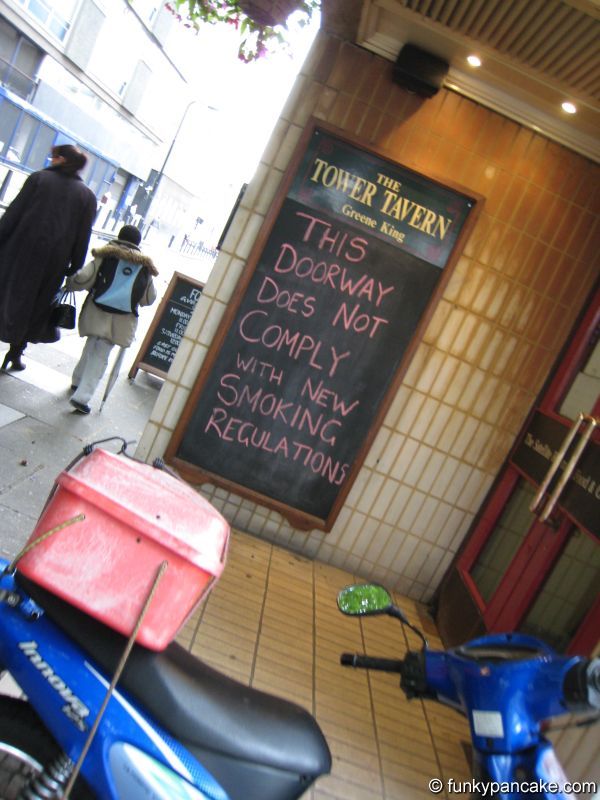 THE
TOWER TAVERN
Greene King
THIS
DOORWAY
DOES NOT
COMPLY
WITH NEW
SMOKING
REGULATIONS
innova
© funkypancake.com